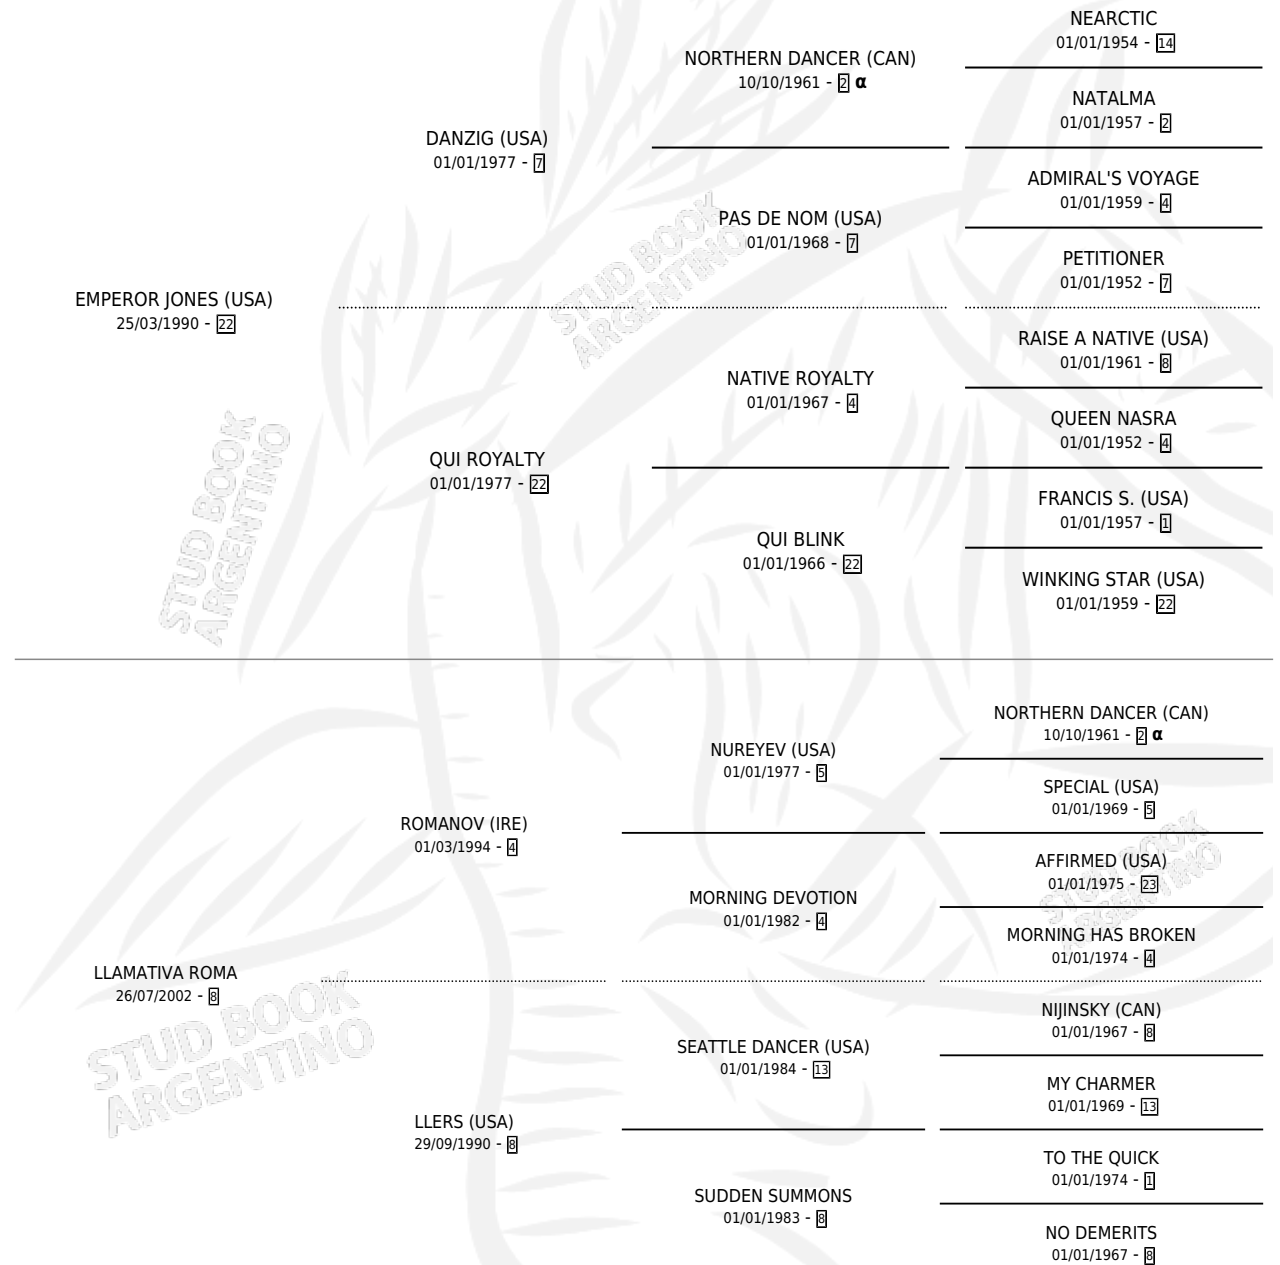 NEARCTIC
01/01/1954 - 14
NORTHERN DANCER (CAN)
10/10/1961 - 2 α
NATALMA
01/01/1957 - 2
DANZIG (USA)
01/01/1977 - 7
ADMIRAL'S VOYAGE
01/01/1959 - 4
PAS DE NOM (USA)
01/01/1968 - 7
PETITIONER
01/01/1952 - 7
EMPEROR JONES (USA)
25/03/1990 - 22
RAISE A NATIVE (USA)
01/01/1961 - 8
NATIVE ROYALTY
01/01/1967 - 4
QUEEN NASRA
01/01/1952 - 4
QUI ROYALTY
01/01/1977 - 22
FRANCIS S. (USA)
01/01/1957 - 1
QUI BLINK
01/01/1966 - 22
WINKING STAR (USA)
01/01/1959 - 22
NORTHERN DANCER (CAN)
10/10/1961 - 2 α
NUREYEV (USA)
01/01/1977 - 5
SPECIAL (USA)
01/01/1969 - 5
ROMANOV (IRE)
01/03/1994 - 4
AFFIRMED (USA)
01/01/1975 - 23
MORNING DEVOTION
01/01/1982 - 4
MORNING HAS BROKEN
01/01/1974 - 4
LLAMATIVA ROMA
26/07/2002 - 8
NIJINSKY (CAN)
01/01/1967 - 8
SEATTLE DANCER (USA)
01/01/1984 - 13
MY CHARMER
01/01/1969 - 13
LLERS (USA)
29/09/1990 - 8
TO THE QUICK
01/01/1974 - 1
SUDDEN SUMMONS
01/01/1983 - 8
NO DEMERITS
01/01/1967 - 8
STUD BOOK
ARGENTINO
STUD BOOK
ARGENTINO
STUD BOOK
ARGENTINO
STUD BOOK
ARGENTINO